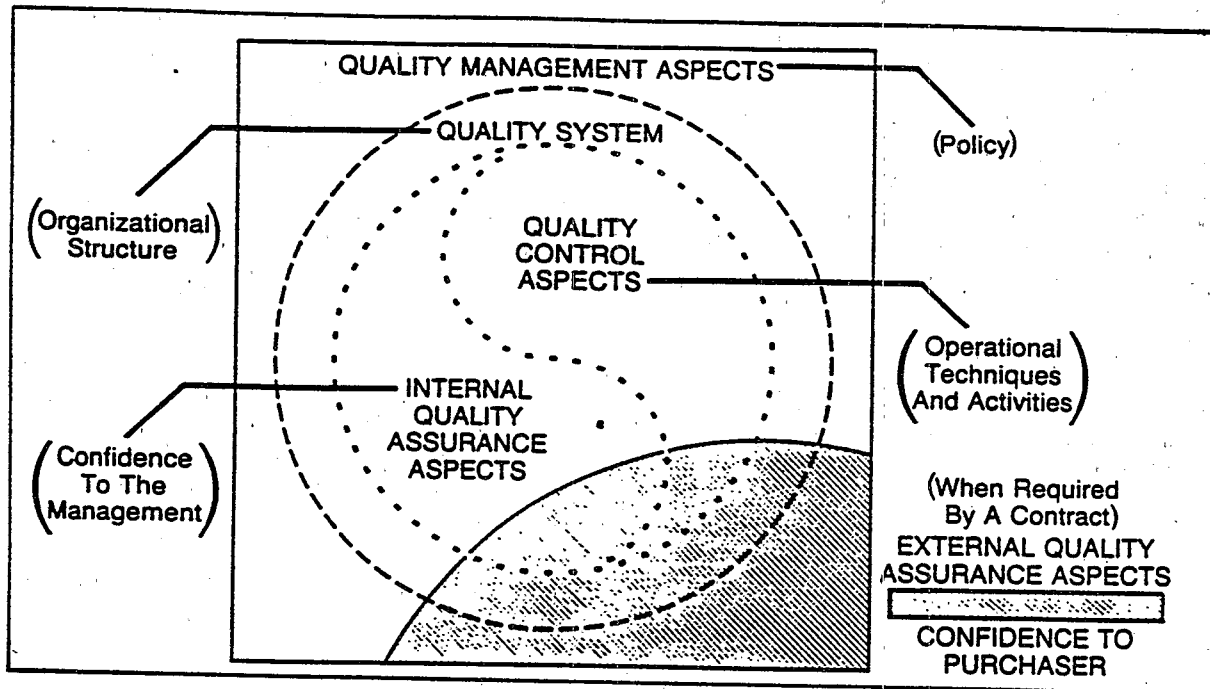 QUALITY MANAGEMENT ASPECTS
QUALITY SYSTEM
(Policy)
(Organizational
Structure)
QUALITY
CONTROL
ASPECTS
(Operational
Techniques
And Activities)
INTERNAL
QUALITY
ASSURANCE
ASPECTS
(Confidence
To The
Management)
(When Required
By A Contract)
EXTERNAL QUALITY
ASSURANCE ASPECTS
CONFIDENCE TO
PURCHASER